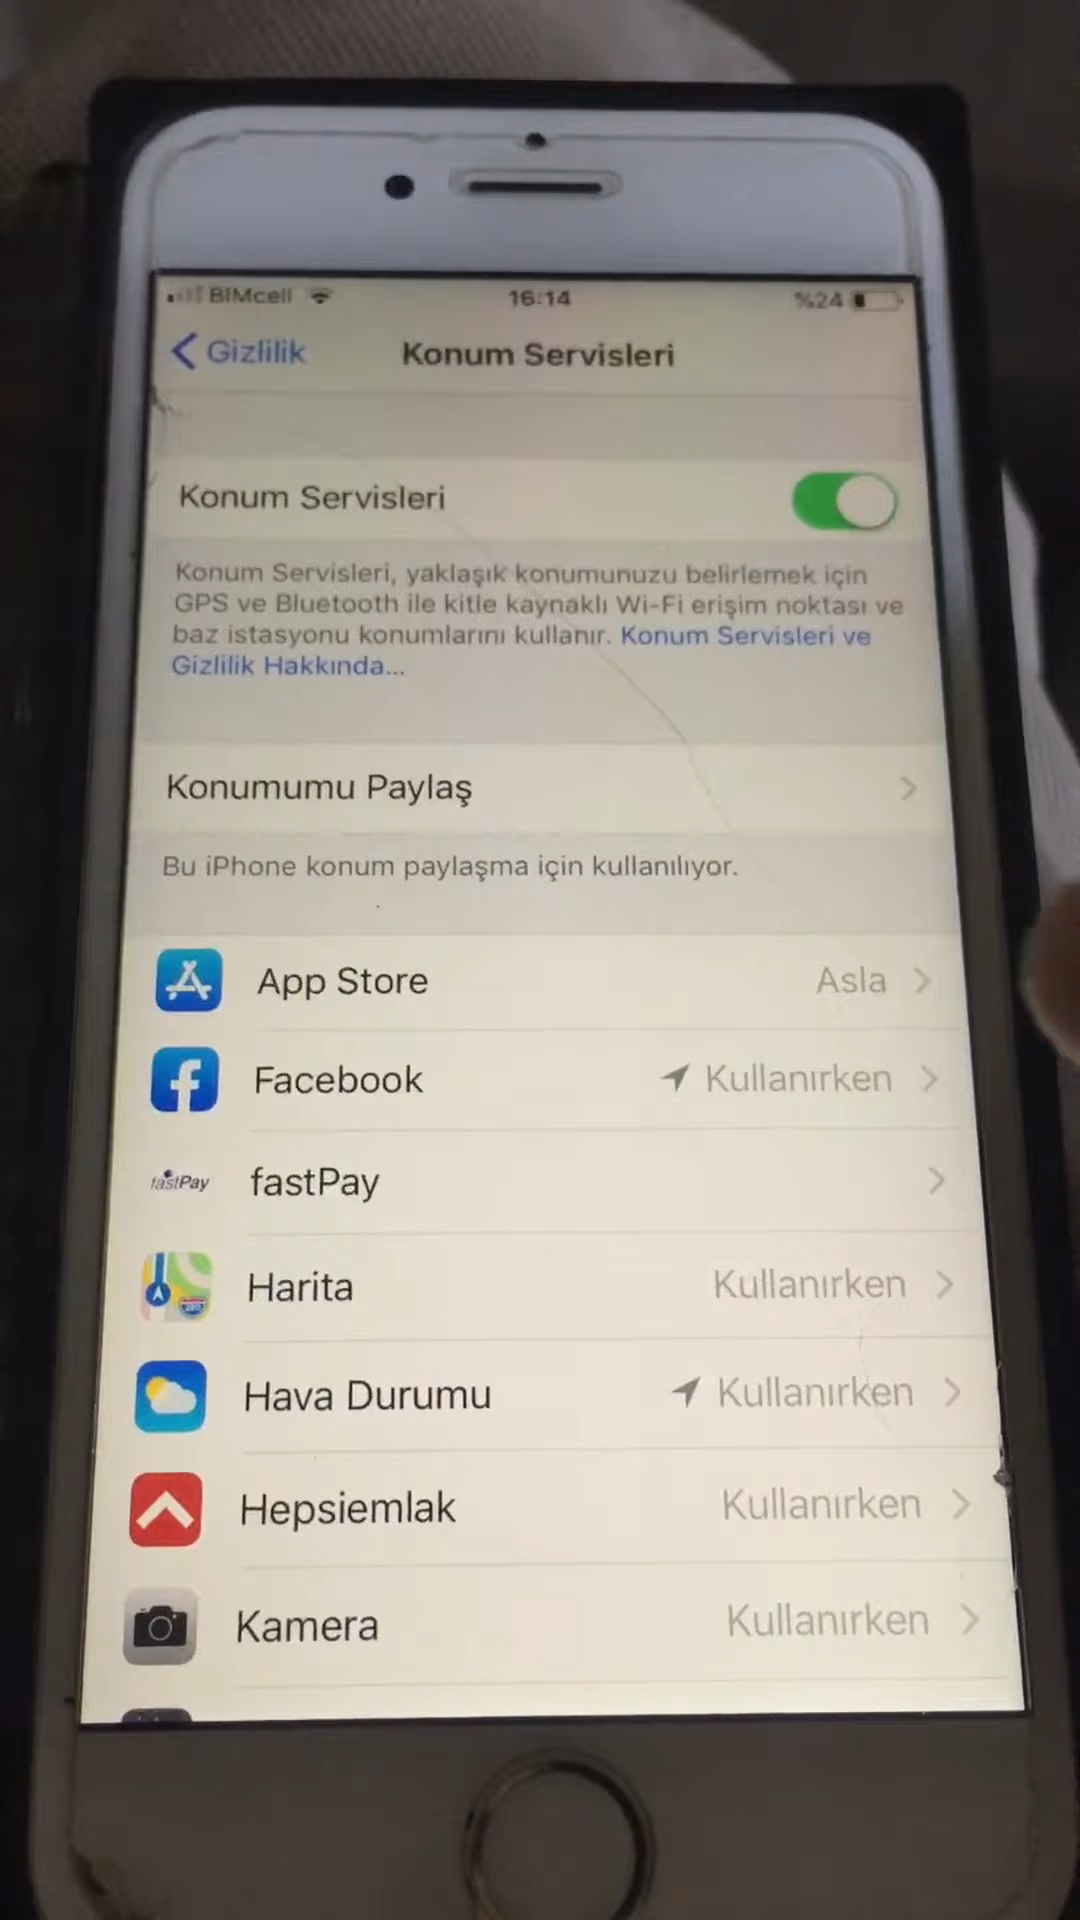 BIMcell 16:14 %24
Gizlilik Konum Servisleri
Konum Servisleri
Konum Servisleri, yaklaşık konumunuzu belirlemek için
GPS ve Bluetooth ile kitle kaynaklı Wi-Fi erişim noktası ve
baz istasyonu konumlarını kullanır. Konum Servisleri ve
Gizlilik Hakkında...
Konumumu Paylaş
Bu iPhone konum paylaşma için kullanılıyor.
App Store Asla
Facebook Kullanırken
fastPay fastPay
Harita Kullanırken
Hava Durumu Kullanırken
Hepsiemlak Kullanırken
Kamera Kullanırken